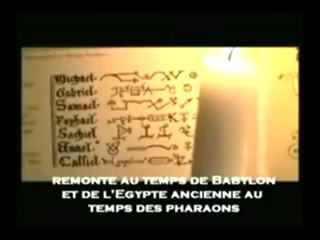 Michael
Gabriel
Samael
Raphael
Sachiel
Anael
Caffiel
REMONTE AU TEMPS DE BABYLON
ET DE L'EGYPTE ANCIENNE AU
TEMPS DES PHARAONS